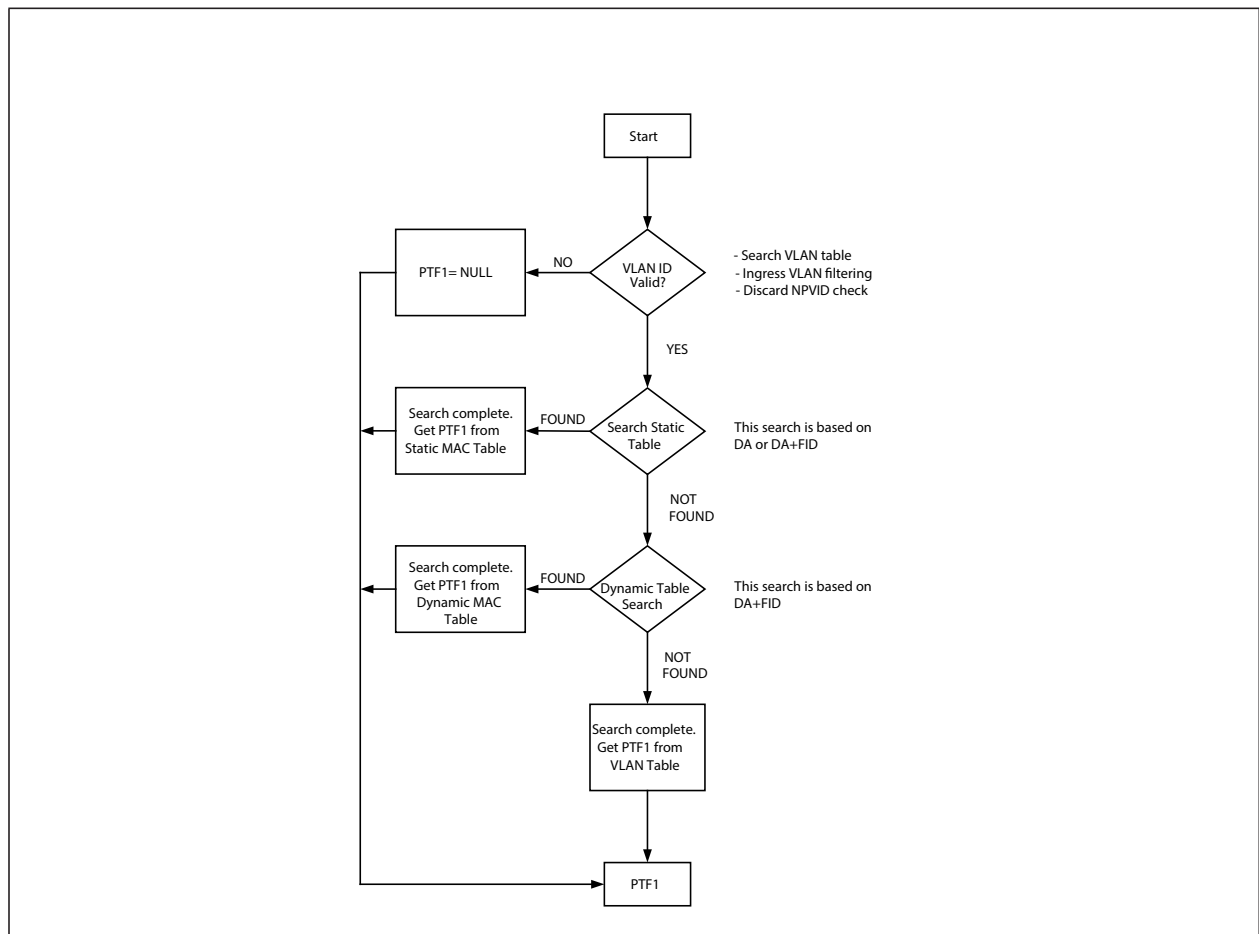 Start
NO
PTF1= NULL
VLAN ID
Valid?
- Search VLAN table
- Ingress VLAN filtering
- Discard NPVID check
YES
Search complete.
Get PTF1 from
Static MAC Table
FOUND
Search Static
Table
This search is based on
DA or DA+FID
NOT
FOUND
Search complete.
Get PTF1 from
Dynamic MAC
Table
FOUND
Dynamic Table
Search
This search is based on
DA+FID
NOT
FOUND
Search complete.
Get PTF1 from
VLAN Table
PTF1